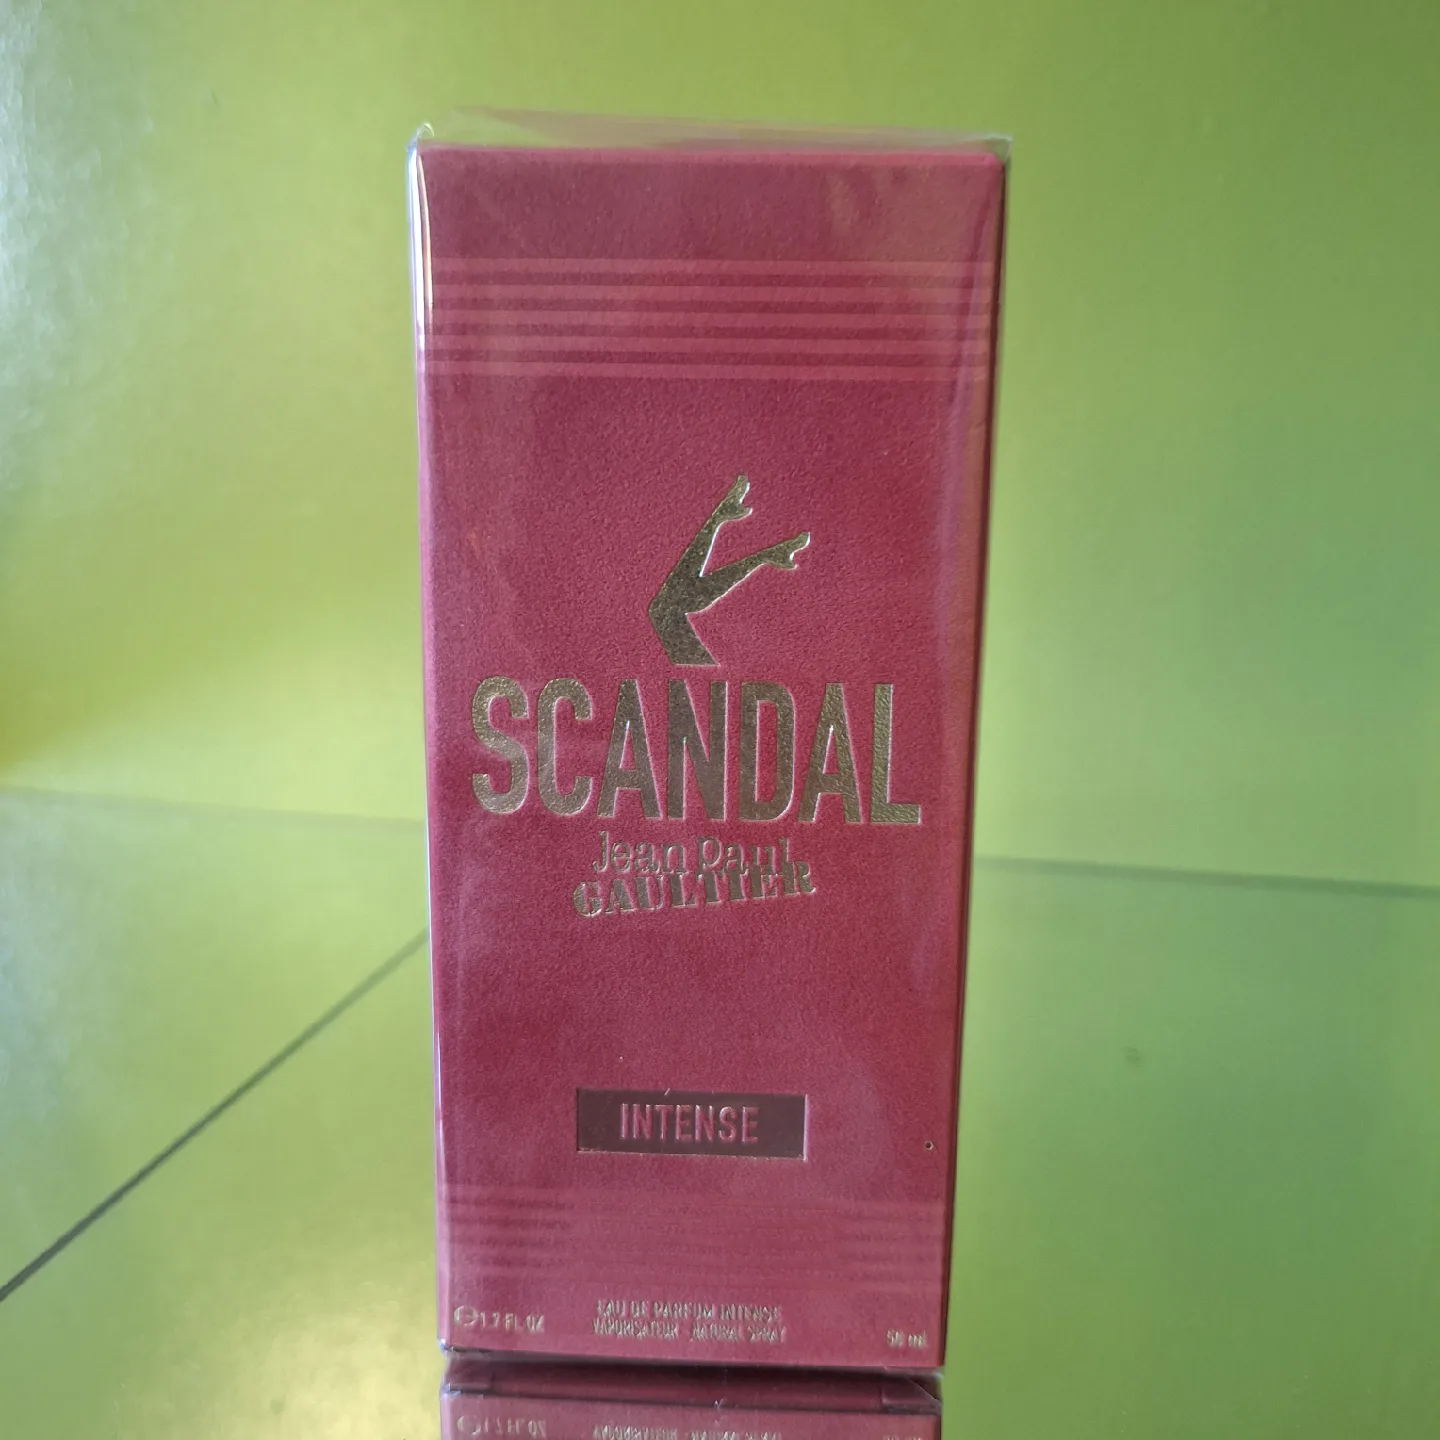 SCANDAL
Jean Paul
GAULTIER
INTENSE
EAU DE PARFUM INTENSE
℮1.7 FL OZ
VAPORISATEUR NATURAL SPRAY
50 ml